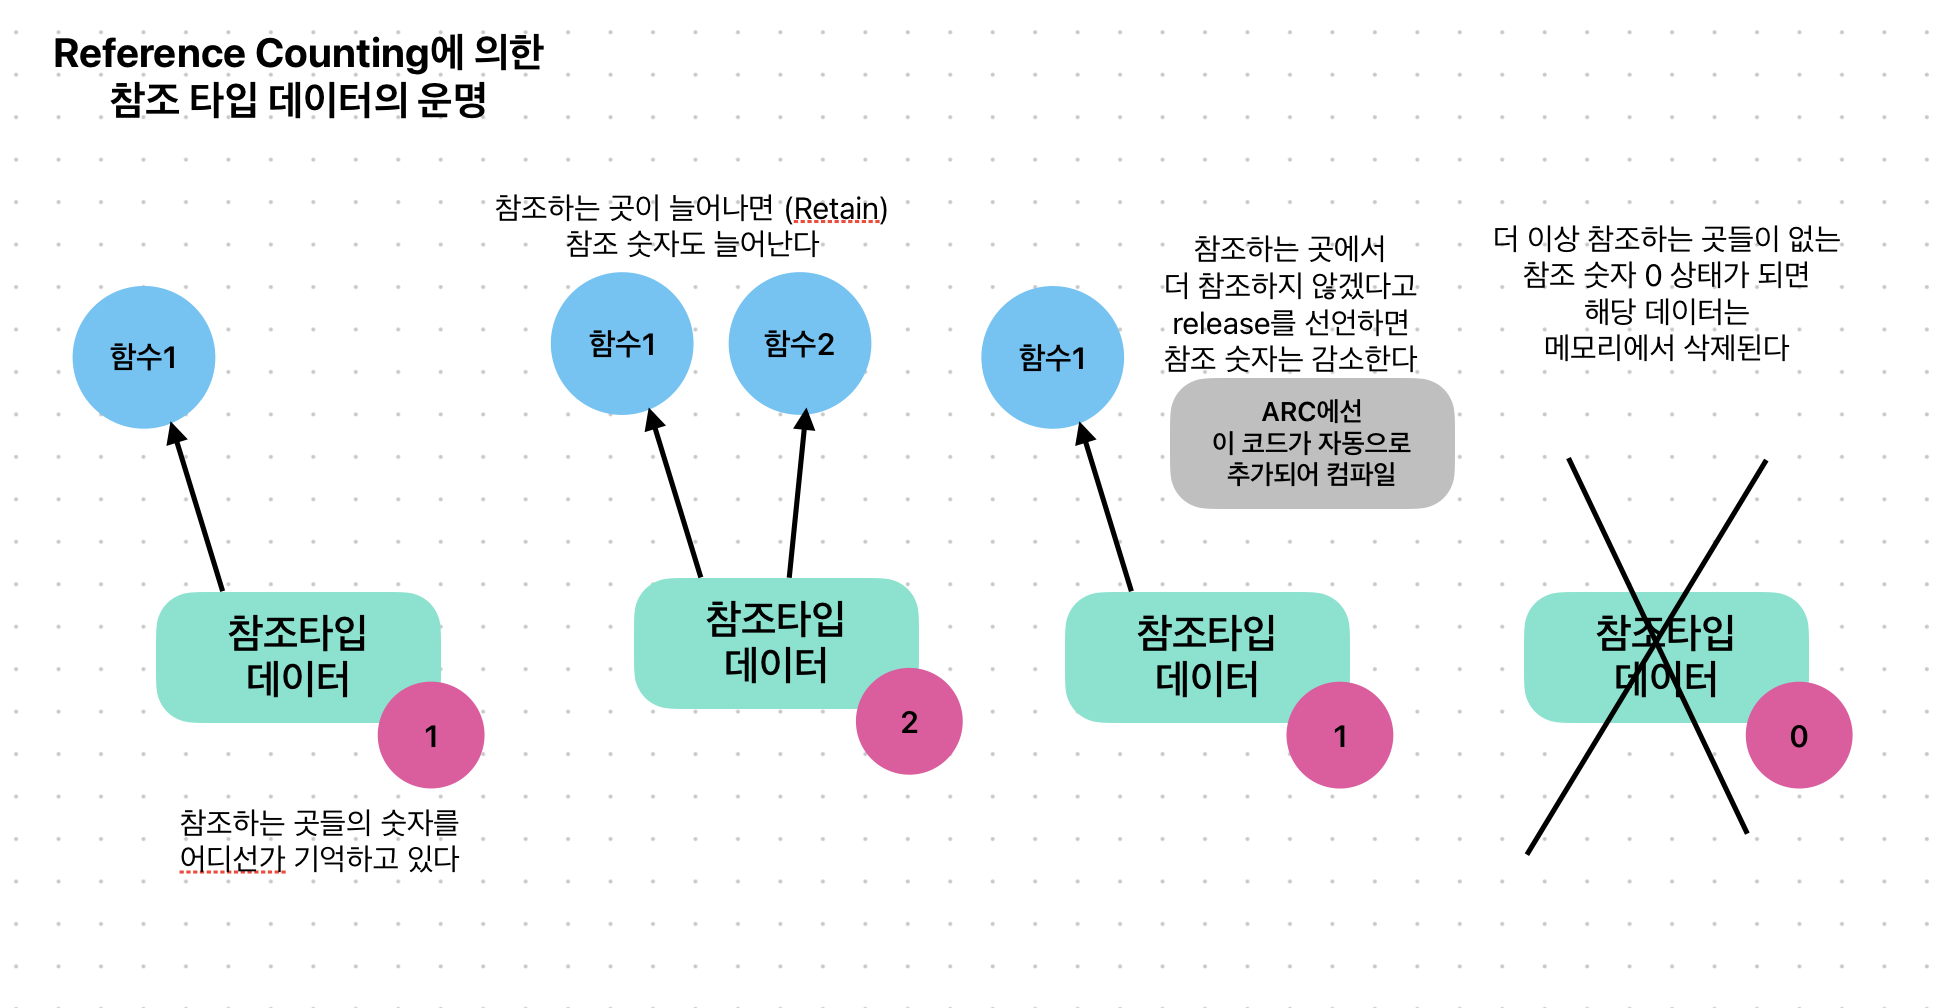 Reference Counting에 의한
참조 타입 데이터의 운명
함수1
참조타입
데이터
1
참조하는 곳들의 숫자를
어디선가 기억하고 있다
참조하는 곳이 늘어나면 (Retain)
참조 숫자도 늘어난다
함수1
함수2
참조타입
데이터
2
함수1
참조하는 곳에서
더 참조하지 않겠다고
release를 선언하면
참조 숫자는 감소한다
ARC에선
이 코드가 자동으로
추가되어 컴파일
참조타입
데이터
1
더 이상 참조하는 곳들이 없는
참조 숫자 0 상태가 되면
해당 데이터는
메모리에서 삭제된다
참조타입
데이터
0